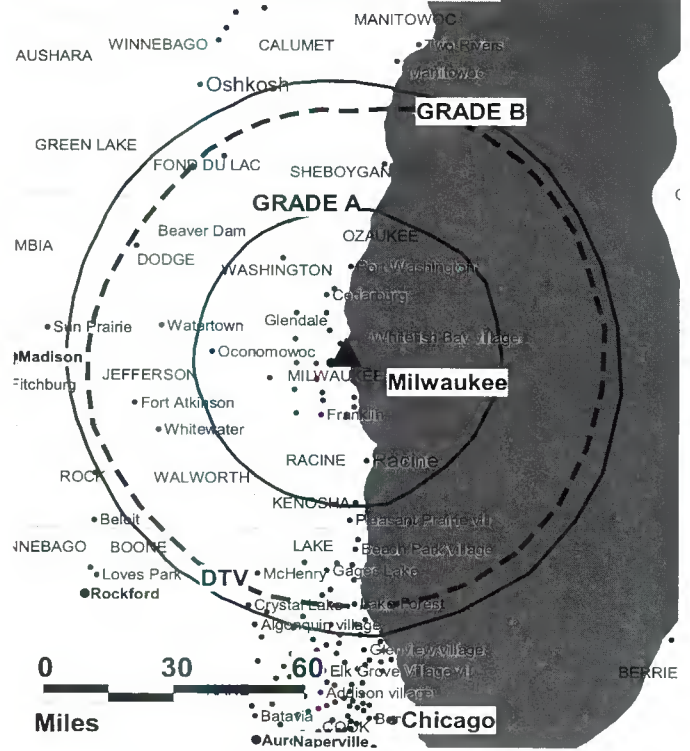 MANITOWOC
WINNEBAGO CALUMET Two Rivers
AUSHARA
Manitowoc
Oshkosh
GRADE B
GREEN LAKE
FOND DU LAC SHEBOYGAN
GRADE A
Beaver Dam OZAUKEE
MBIA DODGE
WASHINGTON Port Washington
Cedarburg
Glendale
Sun Prairie Watertown Whitefish Bay village
Madison Oconomowoc
Fitchburg JEFFERSON MILWAUKEE Milwaukee
Fort Atkinson Franklin
Whitewater
RACINE Racine
ROCK WALWORTH
KENOSHA
Beloit Pleasant Prairie vil
NNEBAGO BOONE LAKE Beach Park village
Loves Park DTV McHenry Gages Lake
Rockford
Crystal Lake Lake Forest
Algonquin village
Glenview village
0 30 60 Elk Grove Village vil BERRIE
KANE Addison village
Miles Batavia COOK Ber Chicago
Aur Naperville